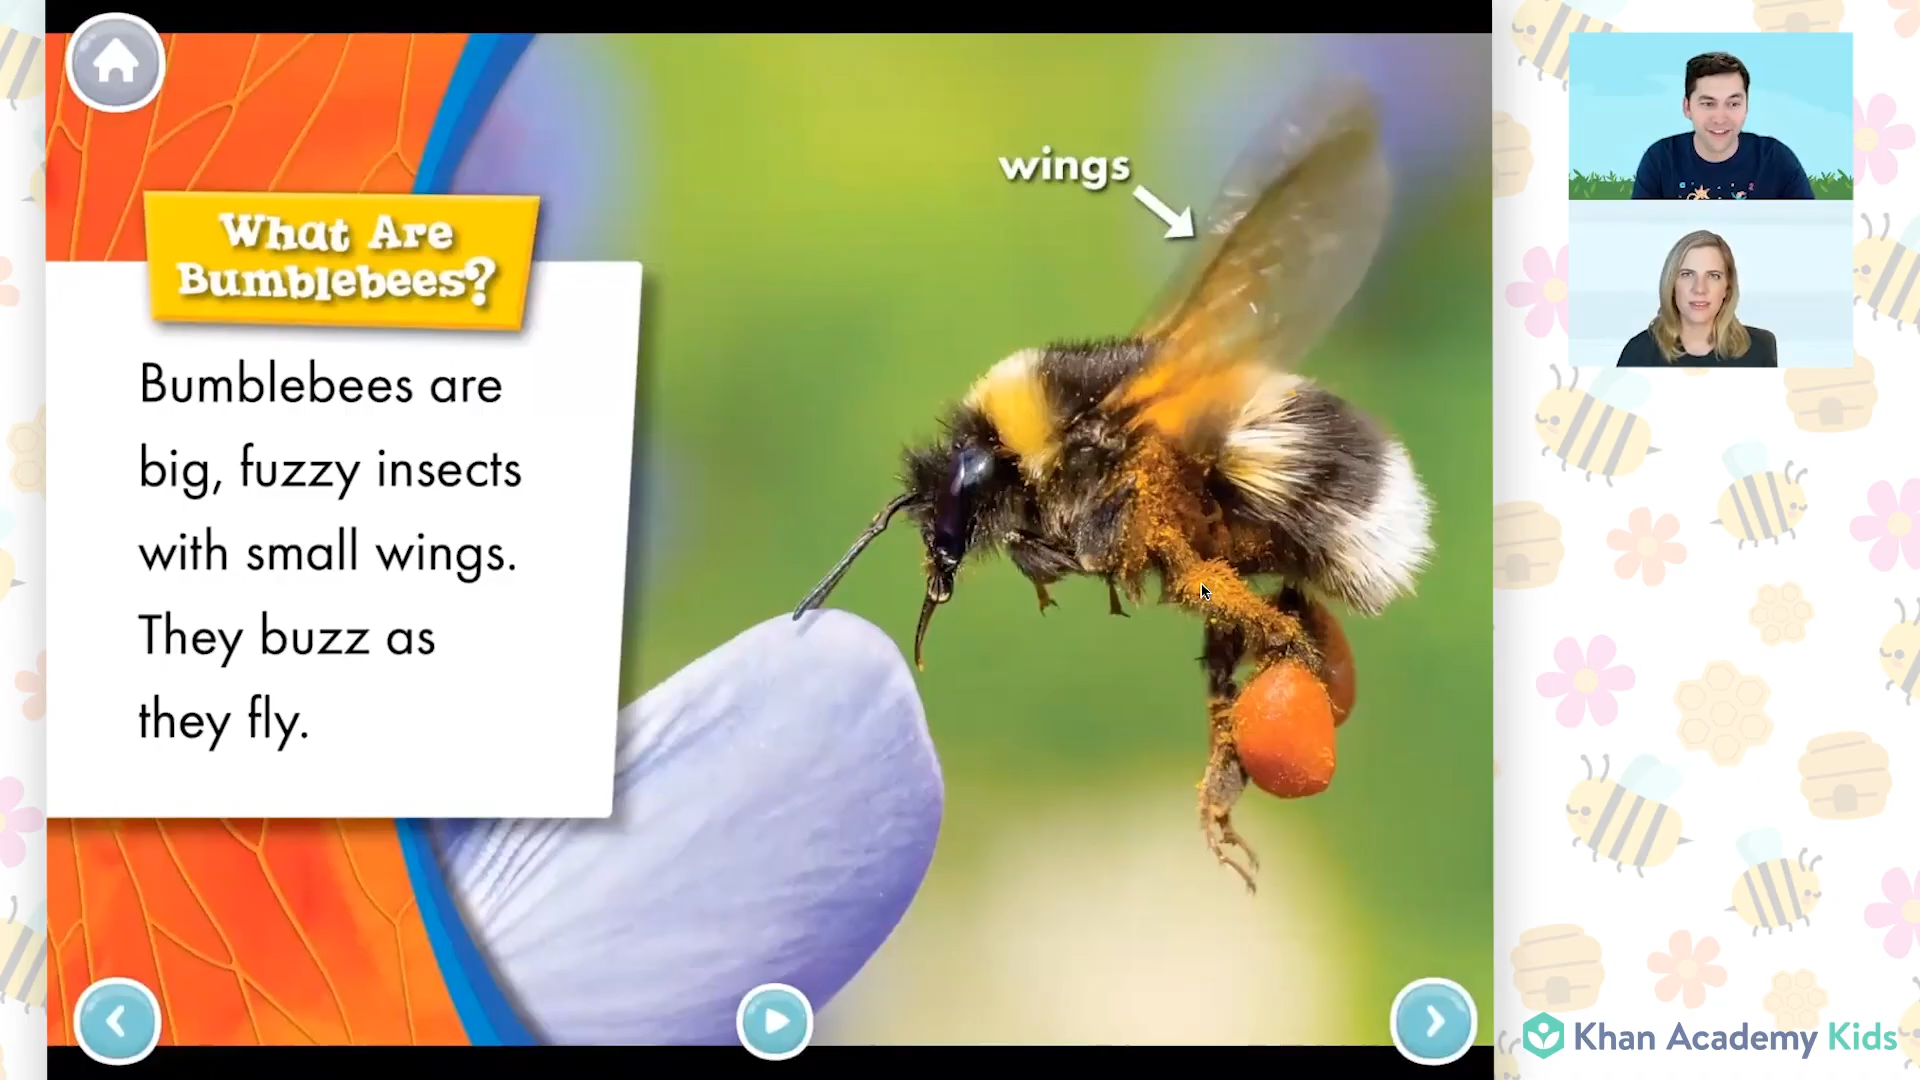 What Are
Bumblebees?
Bumblebees are
big, fuzzy insects
with small wings.
They buzz as
they fly.
wings
Khan Academy Kids